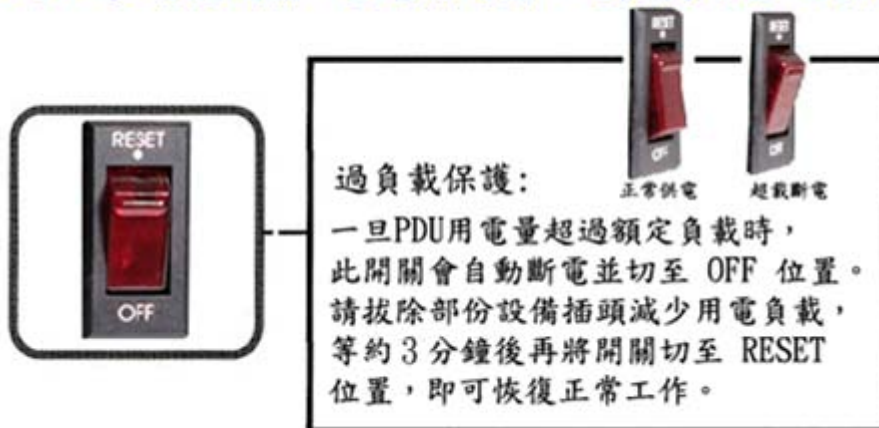 RESET
OFF
RESET
OFF
正常供電
RESET
OFF
超載斷電
過負載保護:
一旦PDU用電量超過額定負載時，
此開關會自動斷電並切至 OFF 位置。
請拔除部份設備插頭減少用電負載，
等約3分鐘後再將開關切至 RESET
位置，即可恢復正常工作。